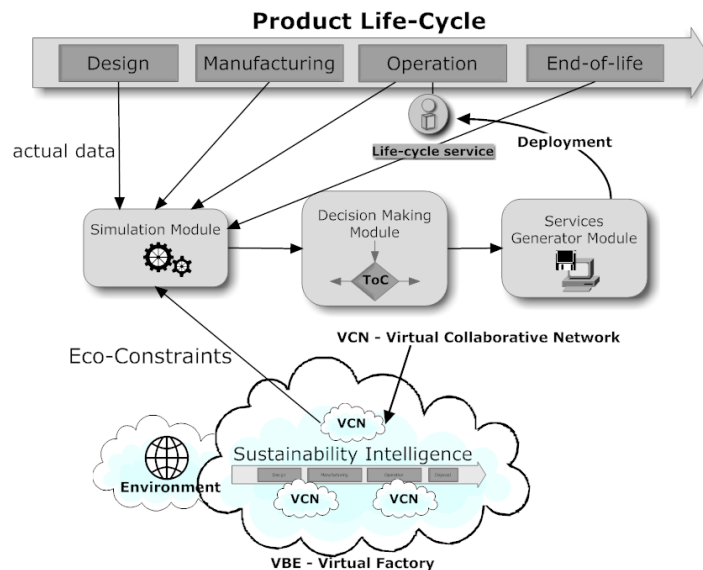 Product Life-Cycle
Design
Manufacturing
Operation
End-of-life
actual data
Life-cycle service
Deployment
Simulation Module
Decision Making
Module
ToC
Services
Generator Module
Eco-Constraints
VCN - Virtual Collaborative Network
VCN
Sustainability Intelligence
Environment
Design
Manufacturing
VCN
VCN
VBE - Virtual Factory